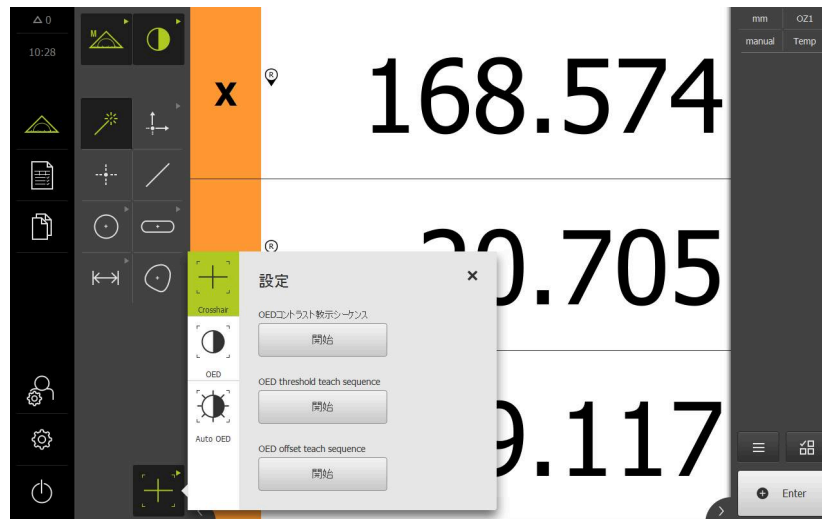 △ 0
mm
OZ1
10:28
manual
Temp
M
X
R
168.574
R
0.705
設定
×
Crosshair
OEDコントラスト教示シーケンス
開始
OED
OED threshold teach sequence
開始
Auto OED
9.117
OED offset teach sequence
開始
Enter